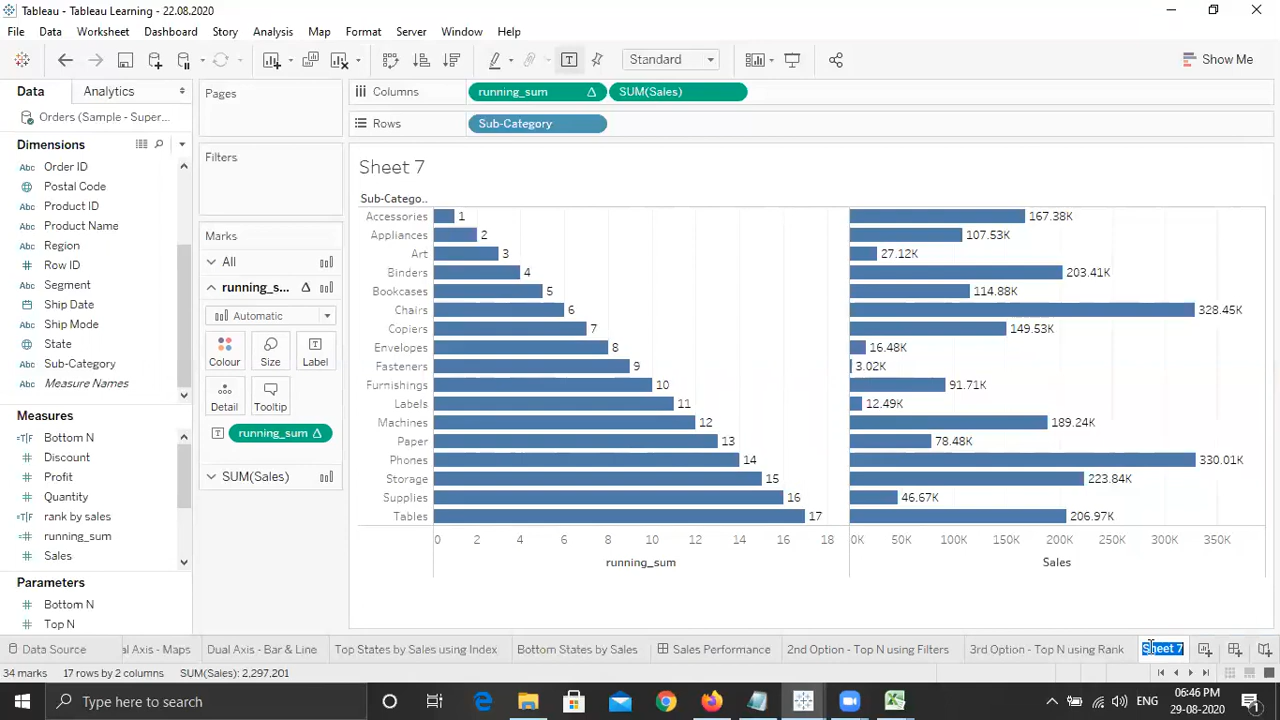 Tableau - Tableau Learning - 22.08.2020
File Data Worksheet Dashboard Story Analysis Map Format Server Window Help
Standard
Show Me
Data Analytics
Orders (Sample - Super...
Dimensions
Abc Order ID
Postal Code
Abc Product ID
Abc Product Name
Abc Region
Abc Row ID
Abc Segment
Ship Date
Abc Ship Mode
State
Abc Sub-Category
Abc Measure Names
Measures
Bottom N
Discount
Profit
Quantity
rank by sales
running_sum
Sales
Parameters
Bottom N
Top N
Pages
Filters
Marks
All
running_s...
Automatic
Colour Size Label
Detail Tooltip
running_sum
SUM(Sales)
Columns running_sum SUM(Sales)
Rows Sub-Category
Sheet 7
Sub-Catego..
Accessories 1 167.38K
Appliances 2 107.53K
Art 3 27.12K
Binders 4 203.41K
Bookcases 5 114.88K
Chairs 6 328.45K
Copiers 7 149.53K
Envelopes 8 16.48K
Fasteners 9 3.02K
Furnishings 10 91.71K
Labels 11 12.49K
Machines 12 189.24K
Paper 13 78.48K
Phones 14 330.01K
Storage 15 223.84K
Supplies 16 46.67K
Tables 17 206.97K
0 2 4 6 8 10 12 14 16 18 0K 50K 100K 150K 200K 250K 300K 350K
running_sum Sales
Data Source al Axis - Maps Dual Axis - Bar & Line Top States by Sales using Index Bottom States by Sales Sales Performance 2nd Option - Top N using Filters 3rd Option - Top N using Rank Sheet 7
34 marks 17 rows by 2 columns SUM(Sales): 2,297,201
Type here to search
ENG
06:46 PM
29-08-2020
1